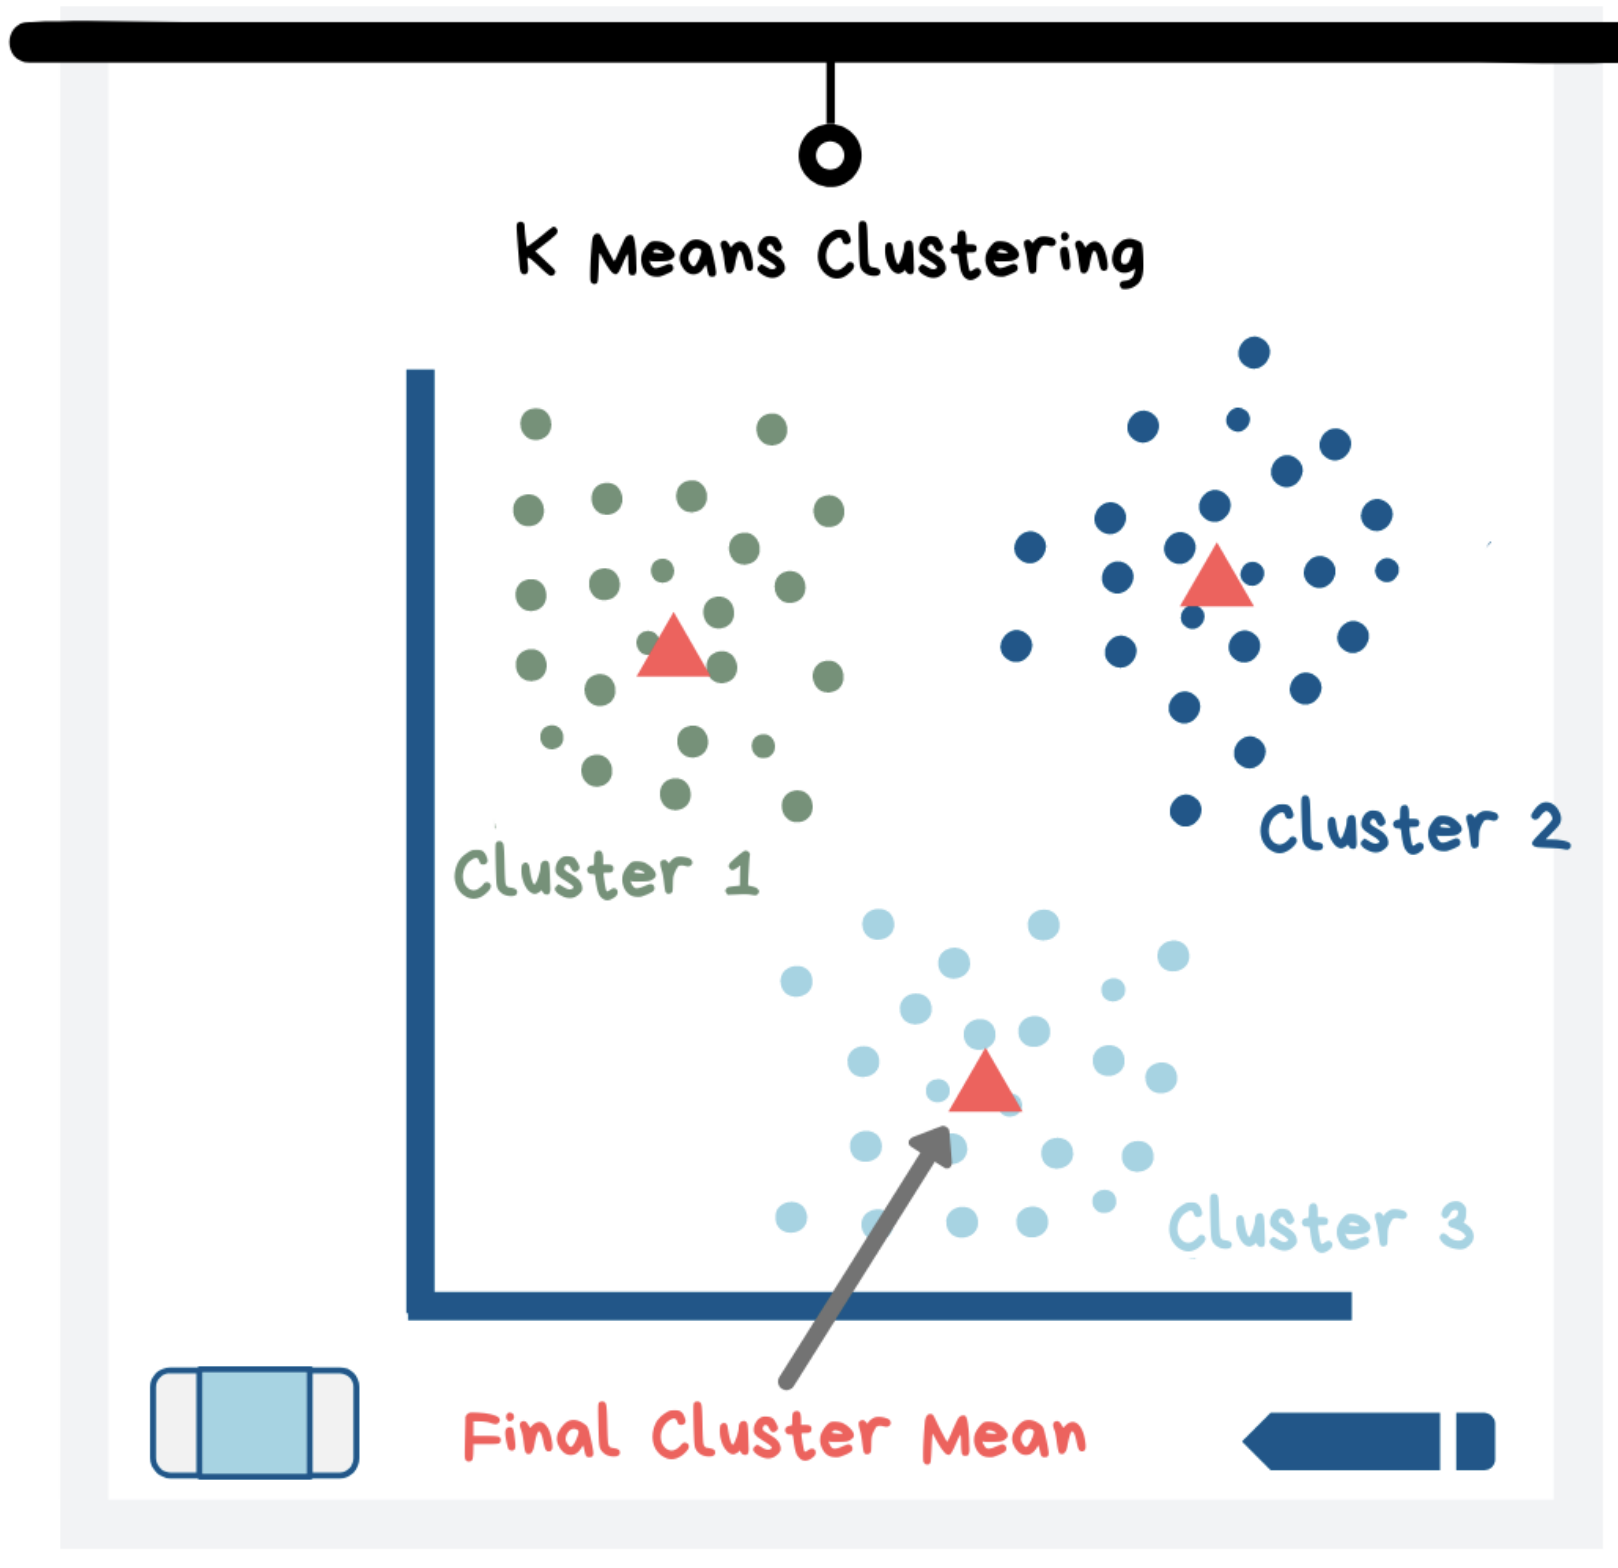 K Means Clustering
Cluster 2
Cluster 1
Cluster 3
Final Cluster Mean